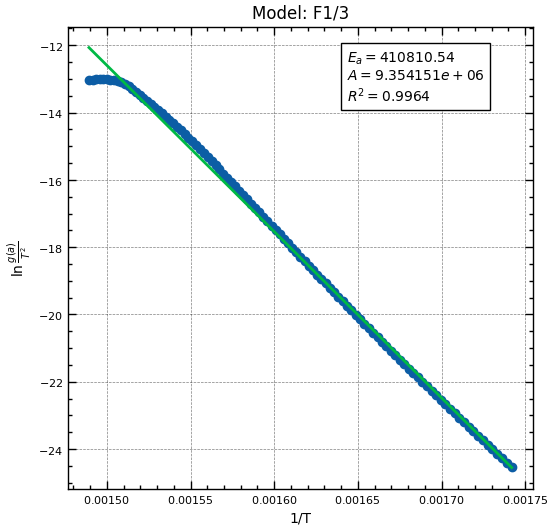 Model: F1/3
E_a = 410810.54
A = 9.354151e + 06
R^2 = 0.9964
−12
−14
−16
−18
−20
−22
−24
ln g(a)/T^2
0.00150 0.00155 0.00160 0.00165 0.00170 0.00175
1/T